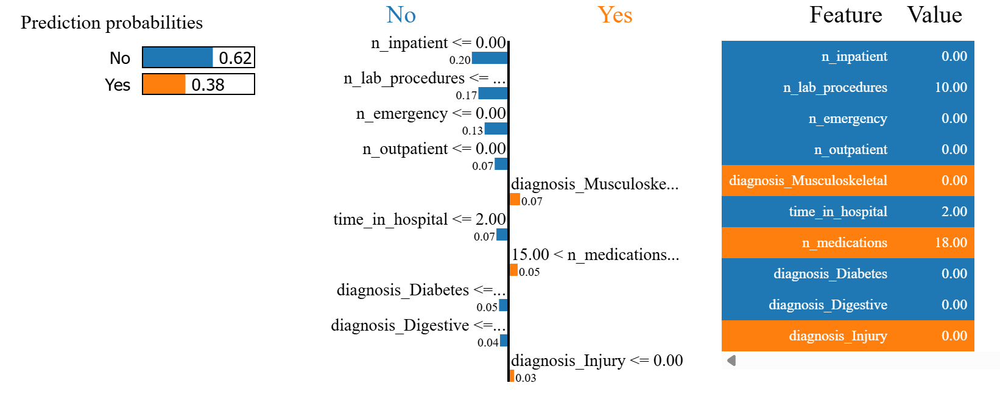 Prediction probabilities
No 0.62
Yes 0.38
No Yes
n_inpatient <= 0.00
0.20
n_lab_procedures <= ...
0.17
n_emergency <= 0.00
0.13
n_outpatient <= 0.00
0.07
diagnosis_Musculoske...
0.07
time_in_hospital <= 2.00
0.07
15.00 < n_medications...
0.05
diagnosis_Diabetes <=...
0.05
diagnosis_Digestive <=...
0.04
diagnosis_Injury <= 0.00
0.03
Feature Value
n_inpatient 0.00
n_lab_procedures 10.00
n_emergency 0.00
n_outpatient 0.00
diagnosis_Musculoskeletal 0.00
time_in_hospital 2.00
n_medications 18.00
diagnosis_Diabetes 0.00
diagnosis_Digestive 0.00
diagnosis_Injury 0.00